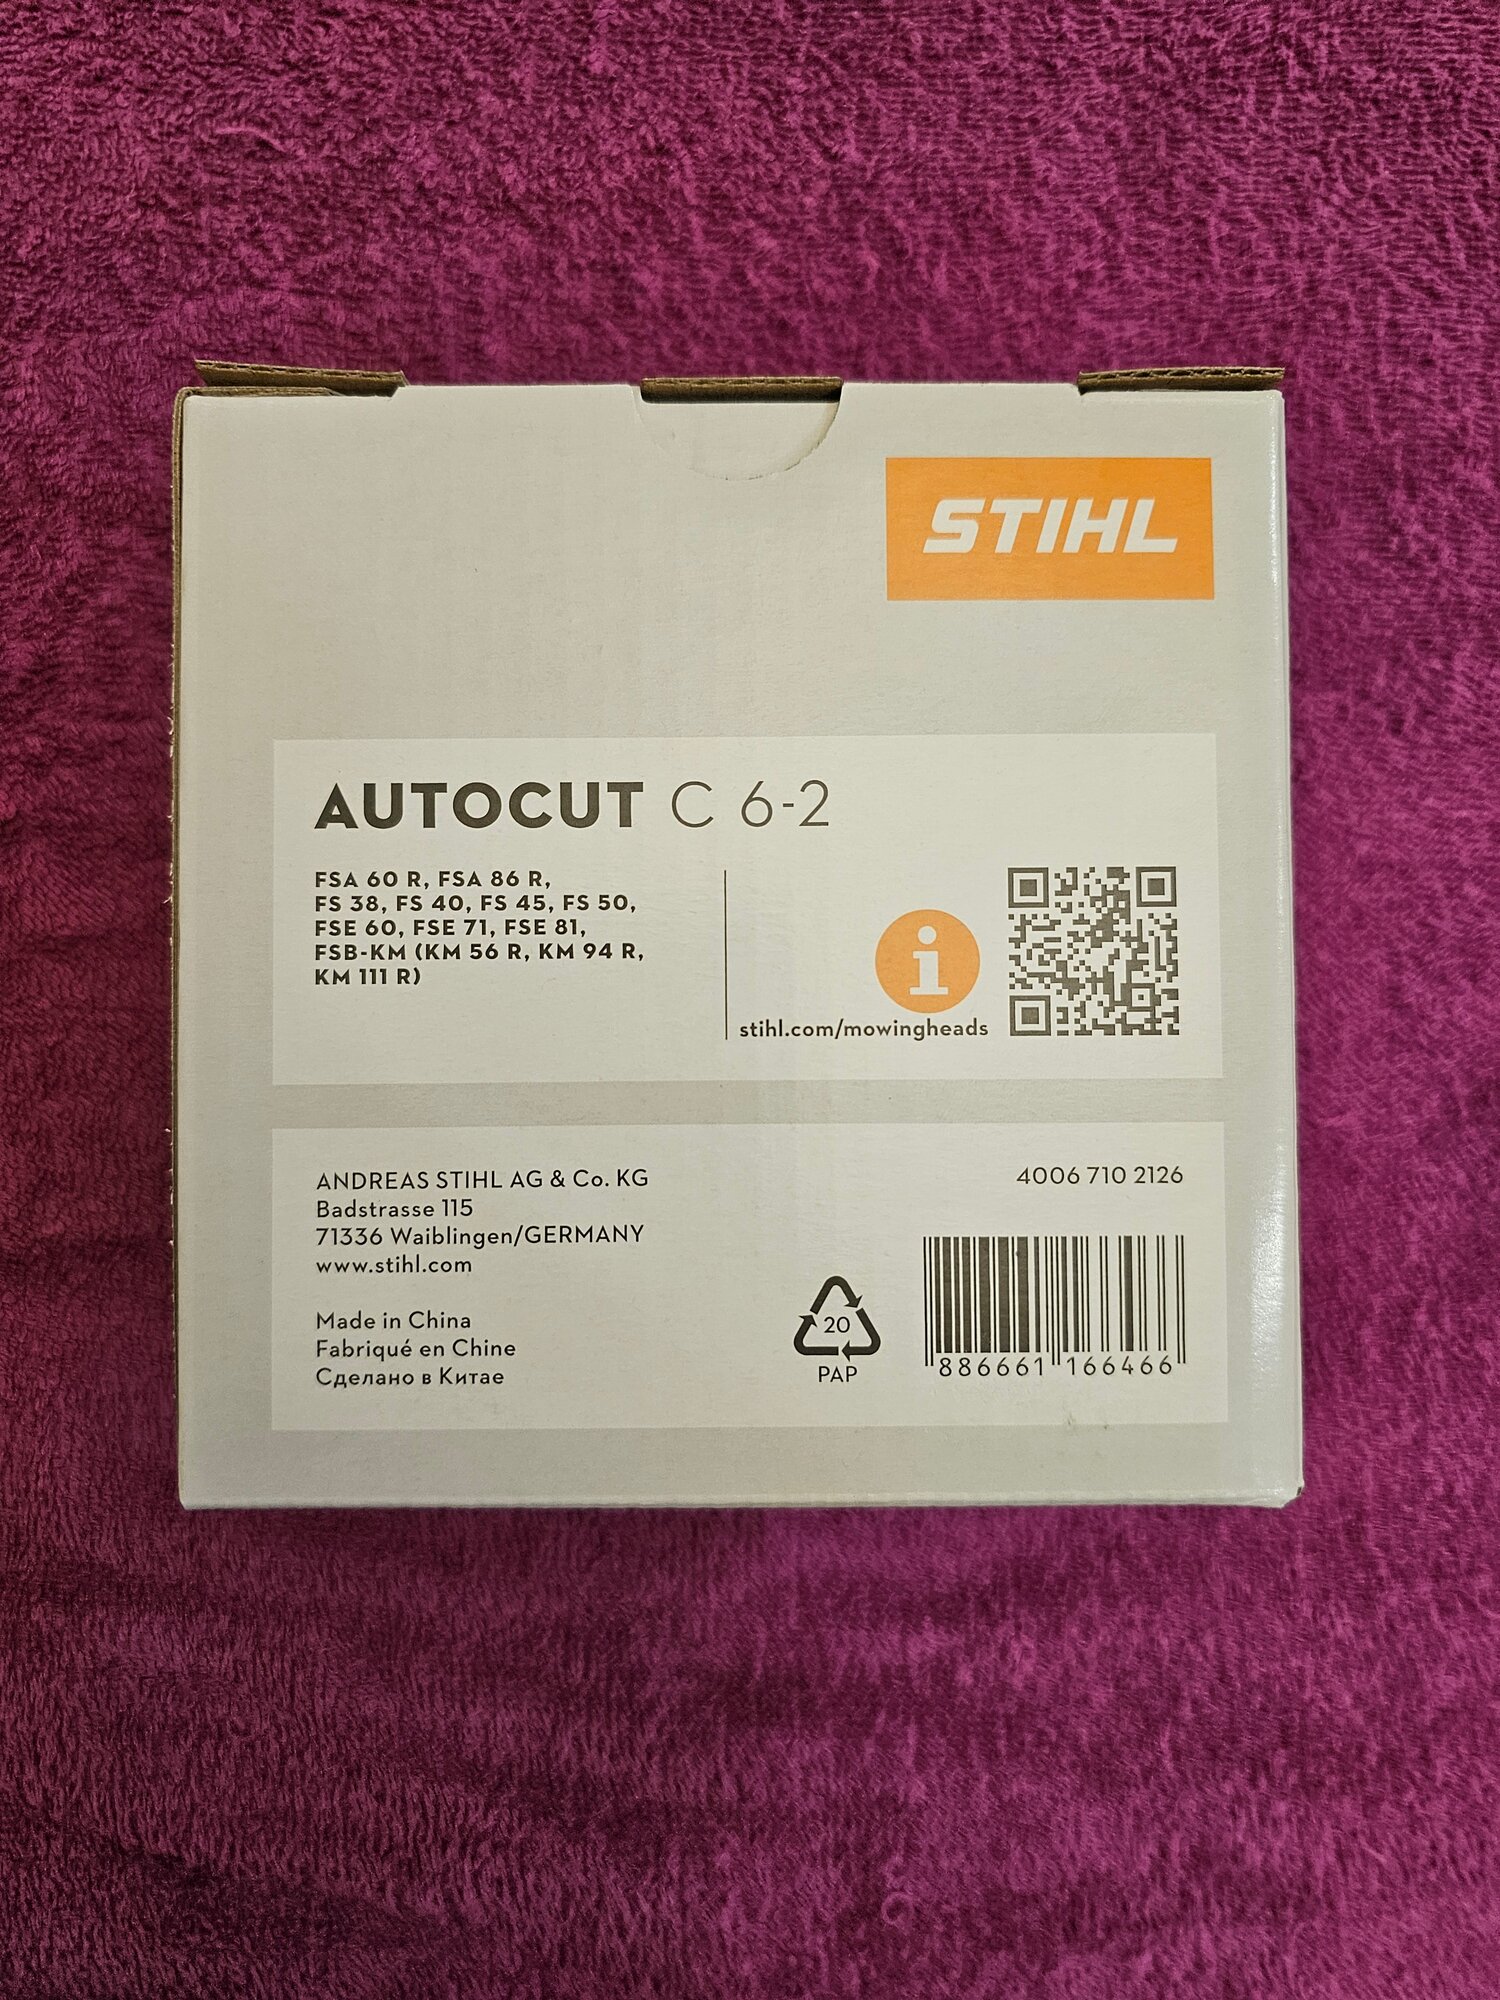 STIHL
AUTOCUT C 6-2
FSA 60 R, FSA 86 R,
FS 38, FS 40, FS 45, FS 50,
FSE 60, FSE 71, FSE 81,
FSB-KM (KM 56 R, KM 94 R,
KM 111 R)
i
stihl.com/mowingheads
ANDREAS STIHL AG & Co. KG
Badstrasse 115
71336 Waiblingen/GERMANY
www.stihl.com
Made in China
Fabriqué en Chine
Сделано в Китае
20
PAP
4006 710 2126
886661 166466